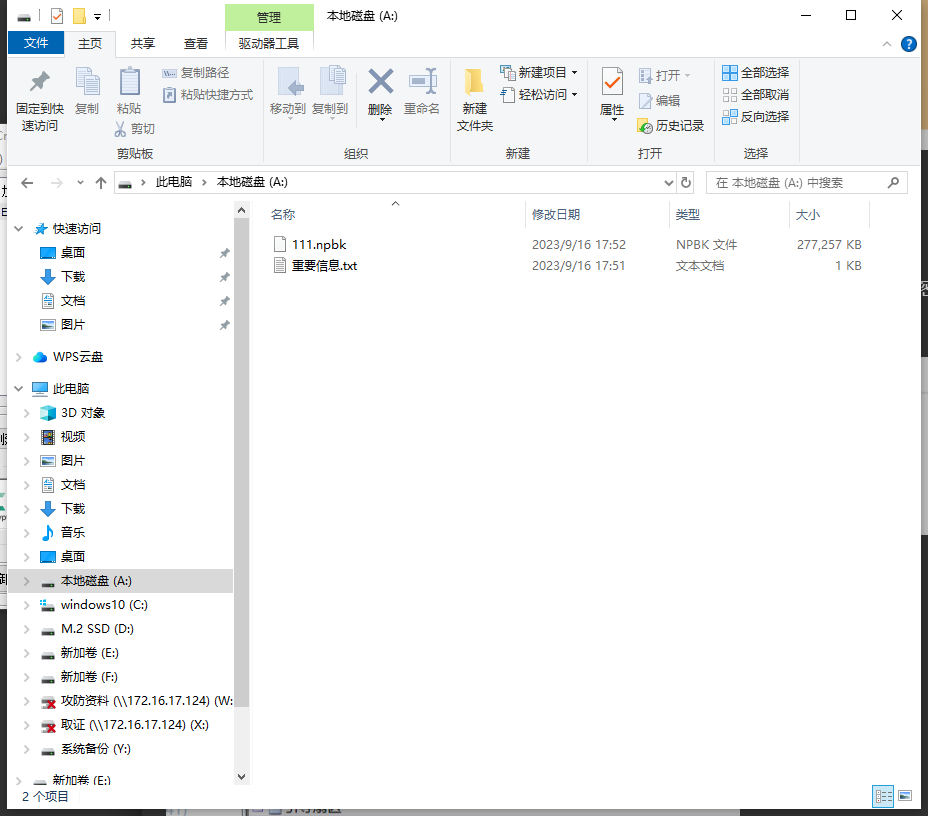 管理
本地磁盘 (A:)
文件
主页
共享
查看
驱动器工具
固定到快速访问
复制
粘贴
复制路径
粘贴快捷方式
剪切
剪贴板
移动到
复制到
删除
重命名
组织
新建
文件夹
新建项目
轻松访问
新建
属性
打开
编辑
历史记录
打开
全部选择
全部取消
反向选择
选择
此电脑 › 本地磁盘 (A:)
在 本地磁盘 (A:) 中搜索
快速访问
桌面
下载
文档
图片
WPS云盘
此电脑
3D 对象
视频
图片
文档
下载
音乐
桌面
本地磁盘 (A:)
windows10 (C:)
M.2 SSD (D:)
新加卷 (E:)
新加卷 (F:)
攻防资料 (\\172.16.17.124) (W:
取证 (\\172.16.17.124) (X:)
系统备份 (Y:)
新加卷 (E:)
名称 修改日期 类型 大小
111.npbk 2023/9/16 17:52 NPBK 文件 277,257 KB
重要信息.txt 2023/9/16 17:51 文本文档 1 KB
2 个项目